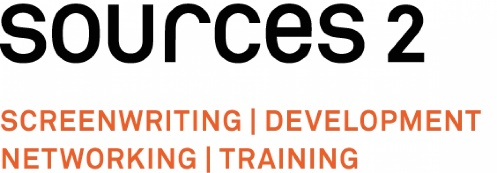 sources 2
SCREENWRITING | DEVELOPMENT
NETWORKING | TRAINING